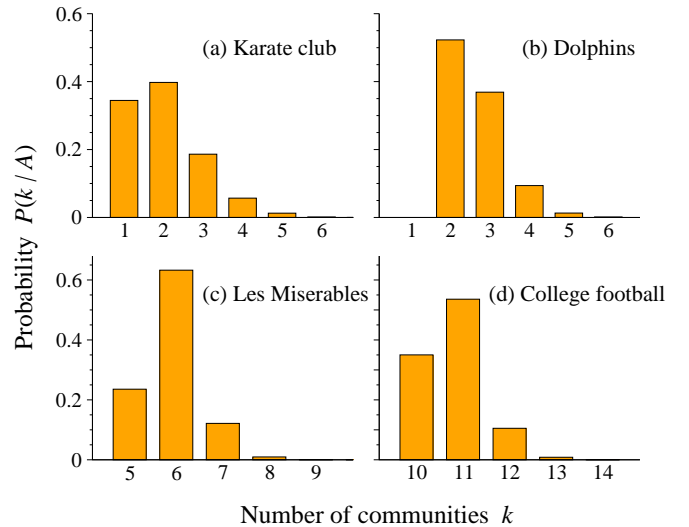 0.6
0.4
0.2
0
(a) Karate club
1 2 3 4 5 6
(b) Dolphins
1 2 3 4 5 6
Probability P(k / A)
0.6
0.4
0.2
0
(c) Les Miserables
5 6 7 8 9
(d) College football
10 11 12 13 14
Number of communities k